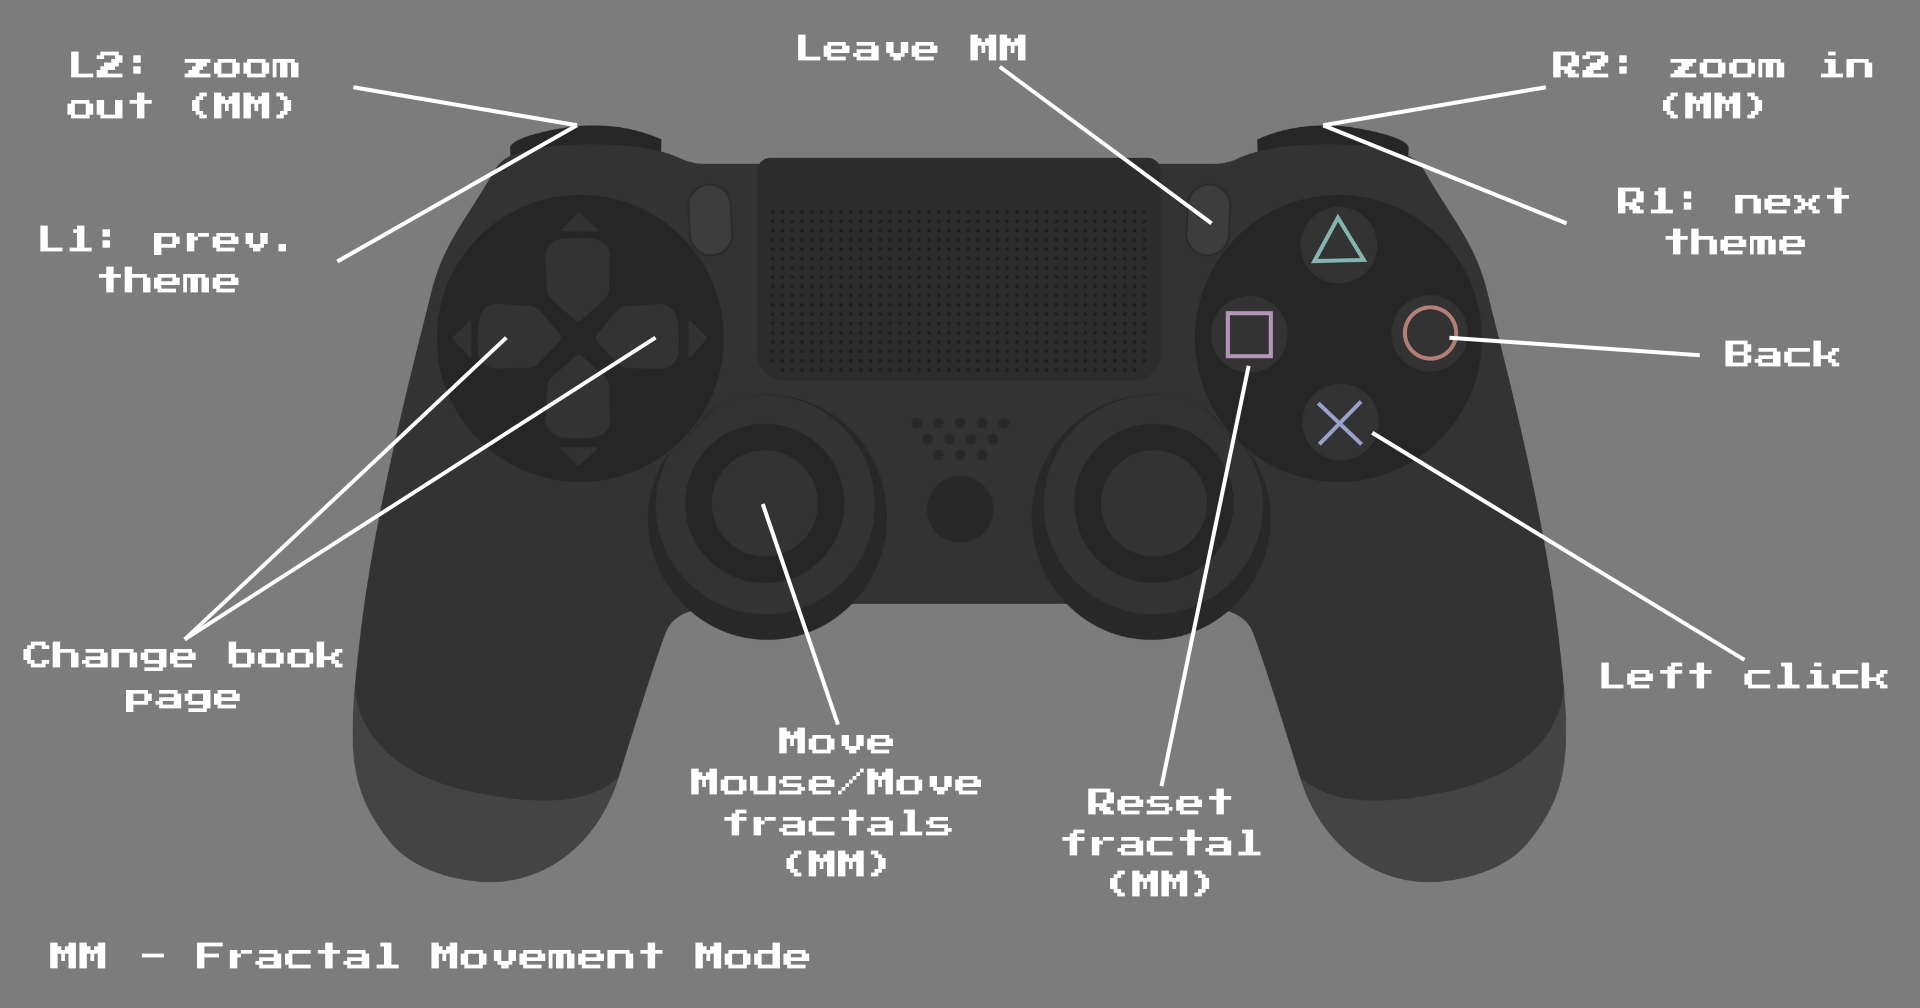 L2: zoom
out (MM)
Leave MM
R2: zoom in
(MM)
L1: prev.
theme
R1: next
theme
Back
Change book
page
Left click
Move
Mouse/Move
fractals
(MM)
Reset
fractal
(MM)
MM - Fractal Movement Mode